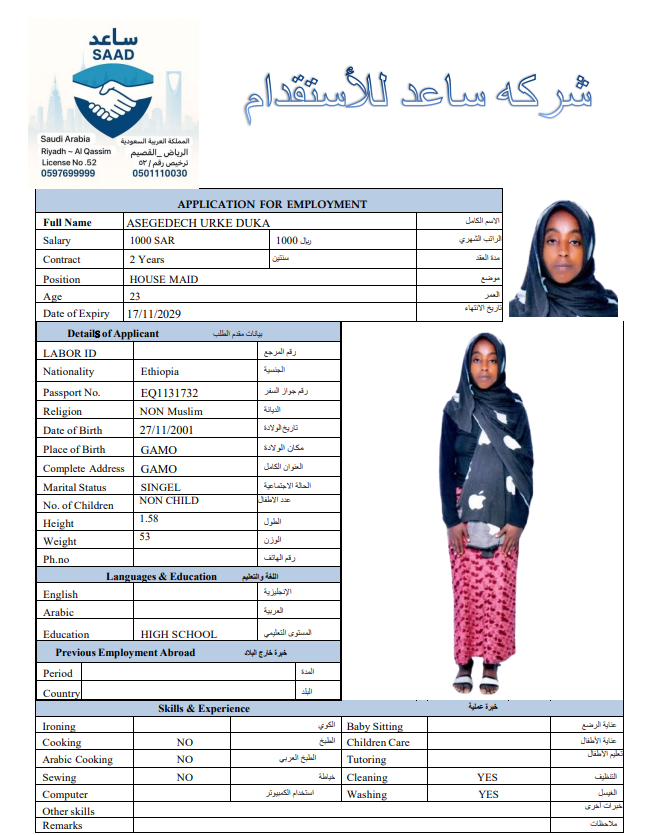 ساعد
SAAD
Saudi Arabia المملكة العربية السعودية
Riyadh ~ Al Qassim الرياض _القصيم
License No .52 ترخيص رقم/ ٥٢
0597699999 0501110030
شركه ساعد للأستقدام
APPLICATION FOR EMPLOYMENT
Full Name ASEGEDECH URKE DUKA الاسم الكامل
Salary 1000 SAR 1000 ريال الراتب الشهري
Contract 2 Years سنتين مدة العقد
Position HOUSE MAID موضع
Age 23 العمر
Date of Expiry 17/11/2029 تاريخ الانتهاء
Details of Applicant بيانات مقدم الطلب
LABOR ID رقم المرجع
Nationality Ethiopia الجنسية
Passport No. EQ1131732 رقم جواز السفر
Religion NON Muslim الديانة
Date of Birth 27/11/2001 تاريخ الولادة
Place of Birth GAMO مكان الولادة
Complete Address GAMO العنوان الكامل
Marital Status SINGEL الحالة الاجتماعية
No. of Children NON CHILD عدد الاطفال
Height 1.58 الطول
Weight 53 الوزن
Ph.no رقم الهاتف
Languages & Education اللغة والتعليم
English الإنجليزية
Arabic العربية
Education HIGH SCHOOL المستوى التعليمي
Previous Employment Abroad خبرة خارج البلاد
Period المدة
Country البلد
Skills & Experience خبرة عملية
Ironing الكوي Baby Sitting عناية الرضع
Cooking NO الطبخ Children Care عناية الأطفال
Arabic Cooking NO الطبخ العربي Tutoring تعليم الأطفال
Sewing NO خياطة Cleaning YES التنظيف
Computer استخدام الكمبيوتر Washing YES الغيسل
Other skills خبرات أخرى
Remarks ملاحظات